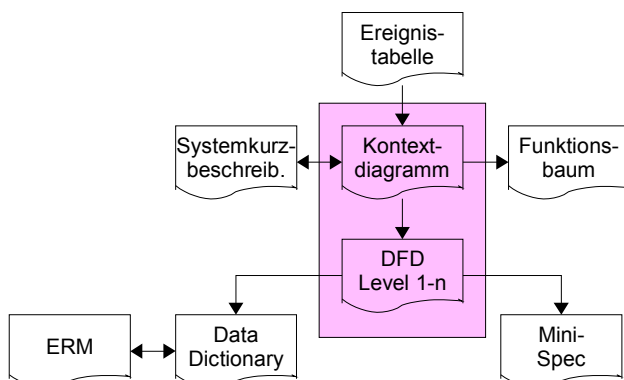 Ereignis-
tabelle
Systemkurz-
beschreib.
Kontext-
diagramm
Funktions-
baum
DFD
Level 1-n
ERM
Data
Dictionary
Mini-
Spec